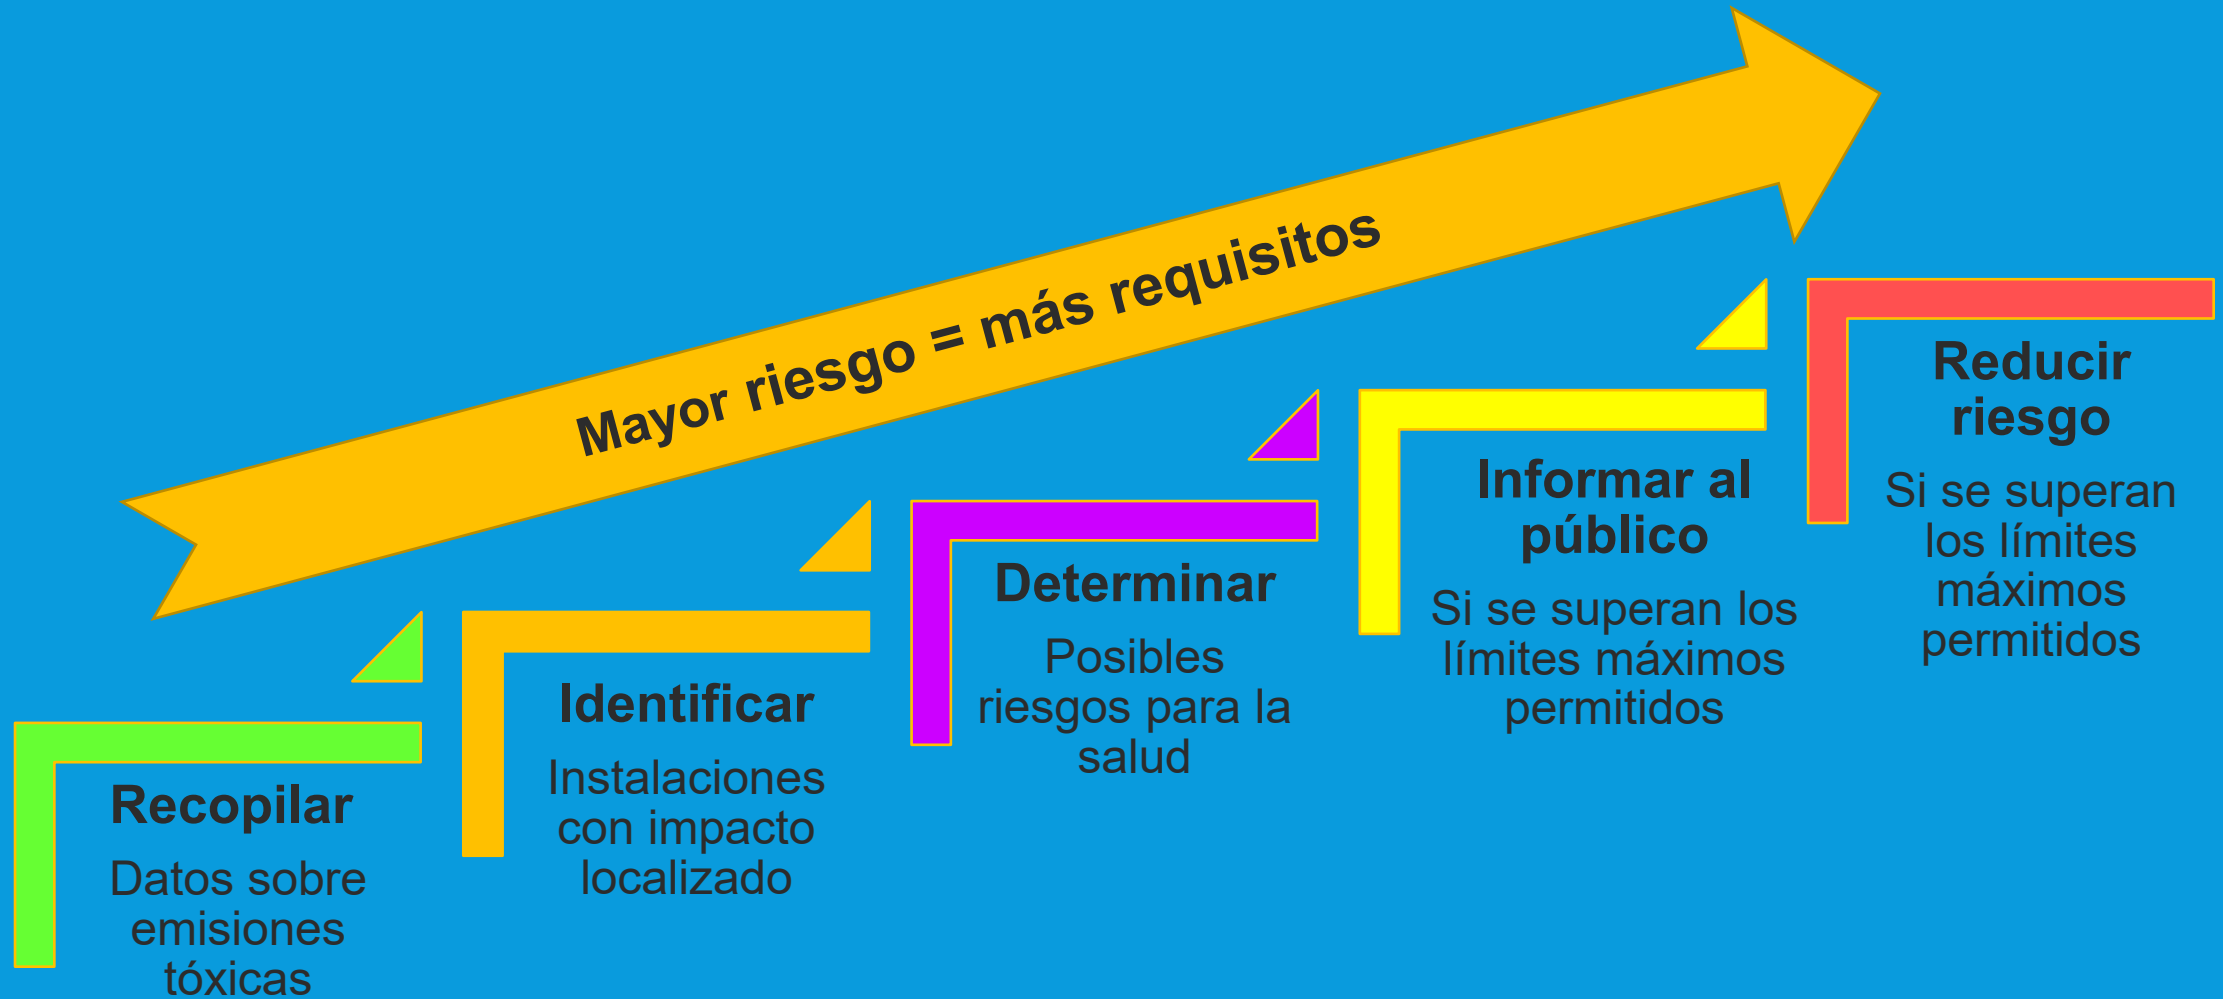 Mayor riesgo = más requisitos
Recopilar
Datos sobre
emisiones
tóxicas
Identificar
Instalaciones
con impacto
localizado
Determinar
Posibles
riesgos para la
salud
Informar al
público
Si se superan los
límites máximos
permitidos
Reducir
riesgo
Si se superan
los límites
máximos
permitidos